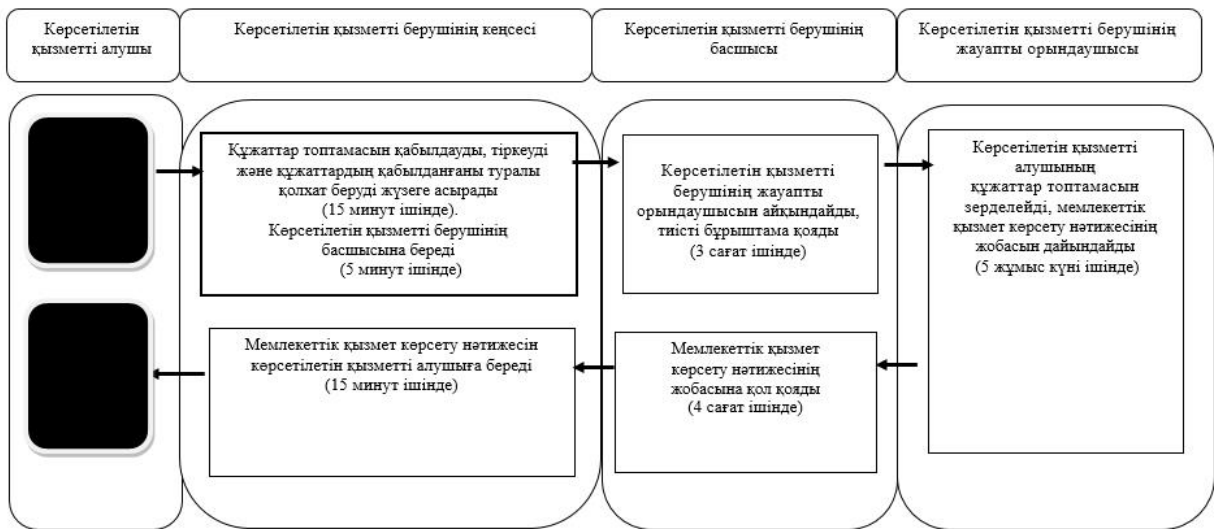 Көрсетілетін
қызметті алушы
Көрсетілетін қызметті берушінің кеңсесі
Көрсетілетін қызметті берушінің
басшысы
Көрсетілетін қызметті берушінің
жауапты орындаушысы
Құжаттар топтамасын қабылдауды, тіркеуді
және құжаттардың қабылданғаны туралы
қолхат беруді жүзеге асырады
(15 минут ішінде).
Көрсетілетін қызметті берушінің
басшысына береді
(5 минут ішінде)
Көрсетілетін қызметті
берушінің жауапты
орындаушысын айқындайды,
тиісті бұрыштама қояды
(3 сағат ішінде)
Көрсетілетін қызметті
алушының
құжаттар топтамасын
зерделейді, мемлекеттік
қызмет көрсету нәтижесінің
жобасын дайындайды
(5 жұмыс күні ішінде)
Мемлекеттік қызмет
көрсету нәтижесінің
жобасына қол қояды
(4 сағат ішінде)
Мемлекеттік қызмет көрсету нәтижесін
көрсетілетін қызметті алушыға береді
(15 минут ішінде)